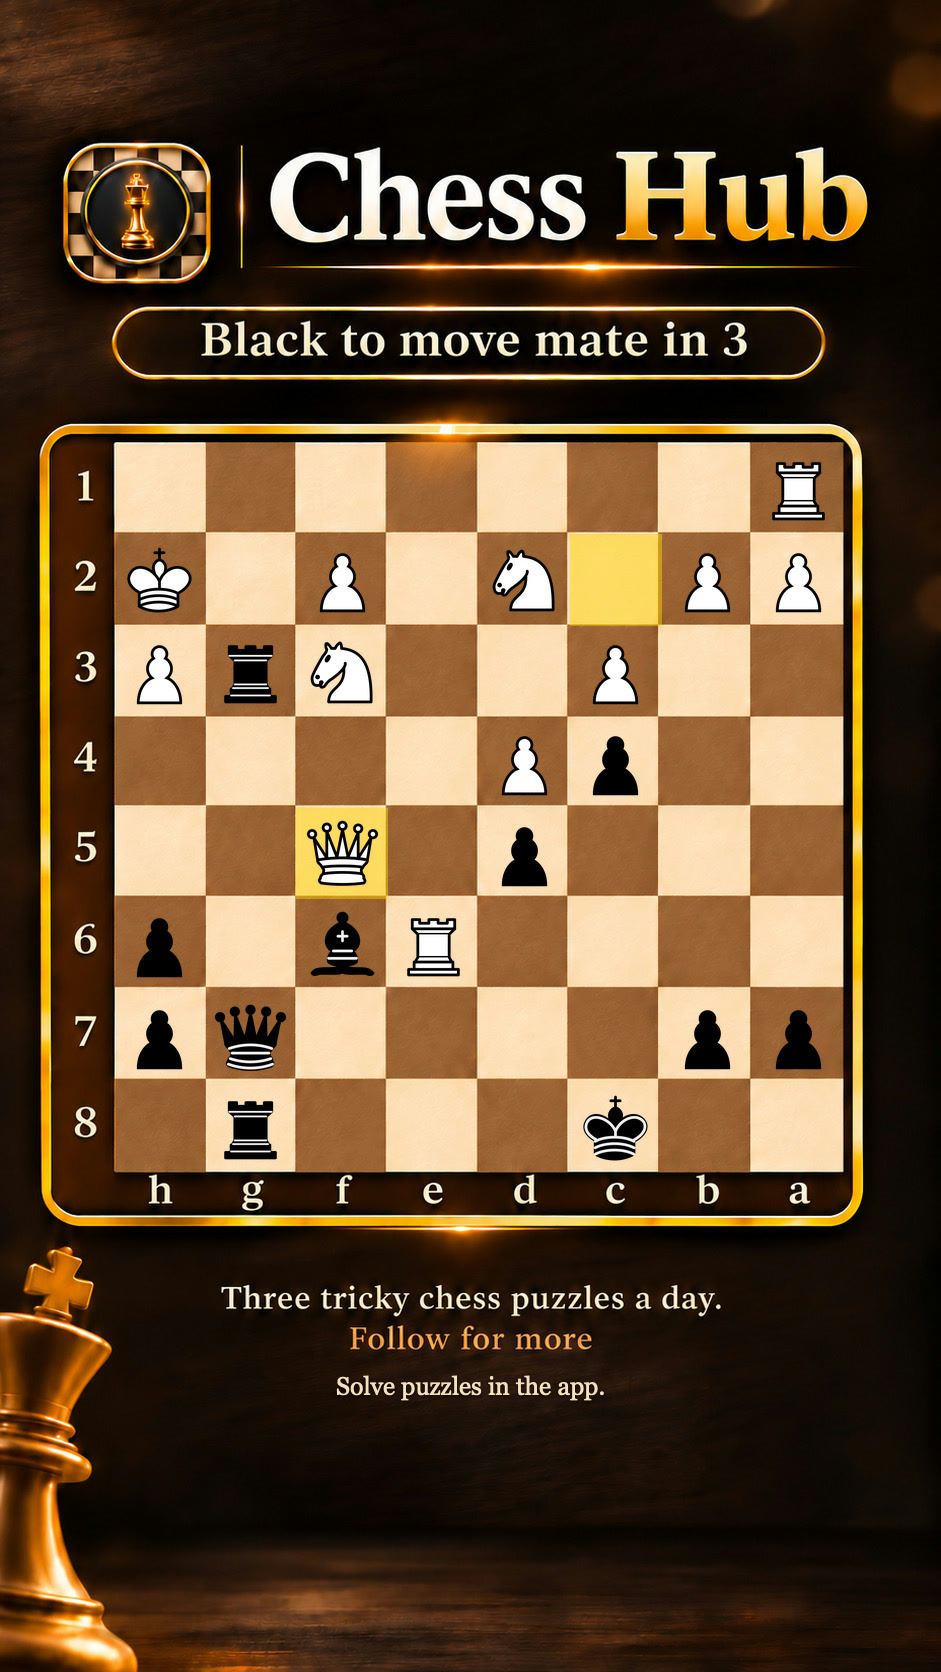 Chess Hub
Black to move mate in 3
1
2
3
4
5
6
7
8
h g f e d c b a
Three tricky chess puzzles a day.
Follow for more
Solve puzzles in the app.